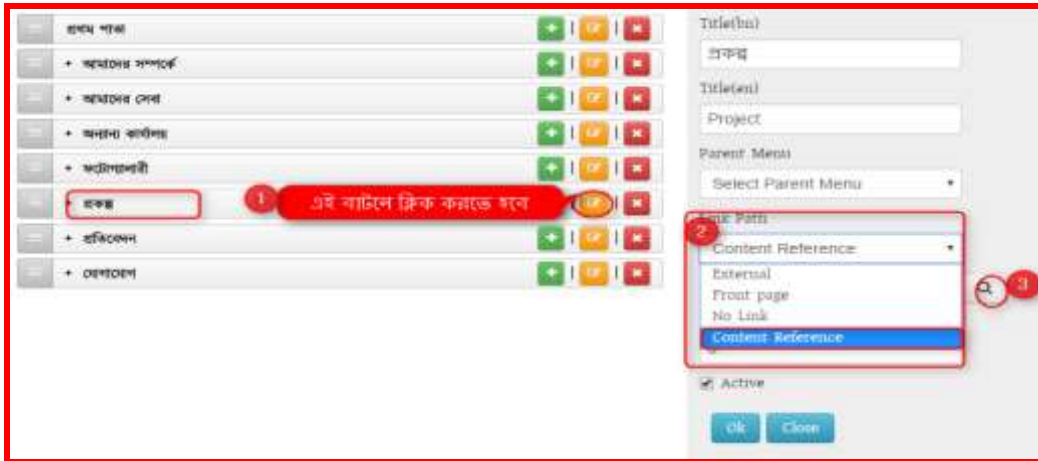 প্রথম পাতা
+ আমাদের সম্পর্কে
+ আমাদের সেবা
+ অন্যান্য কার্যালয়
+ ফটোগ্যালারী
প্রকল্প
+ প্রতিবেদন
+ যোগাযোগ
1 এই বাটনে ক্লিক করতে হবে
Title(bn)
প্রকল্প
Title(en)
Project
Parent Menu
Select Parent Menu
Link Path
2
Content Reference
External
Front page
No Link
Content Reference
3
Active
Ok Close